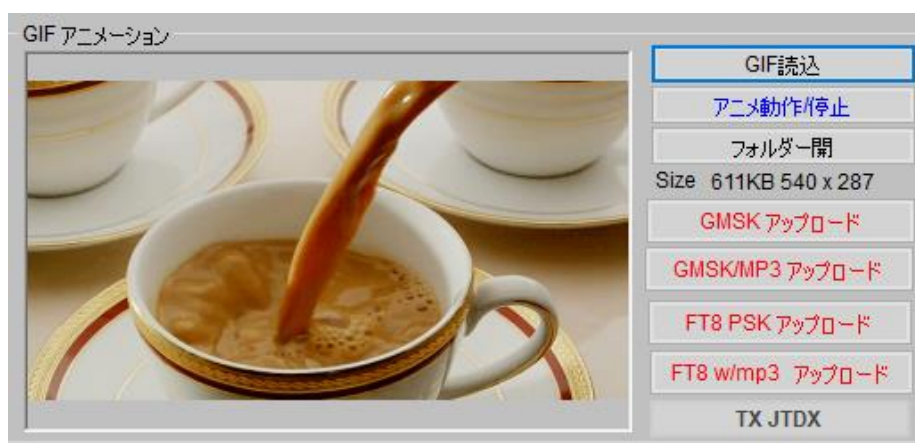 GIF アニメーション
GIF読込
アニメ動作/停止
フォルダー開
Size 611KB 540 x 287
GMSK アップロード
GMSK/MP3 アップロード
FT8 PSK アップロード
FT8 w/mp3 アップロード
TX JTDX